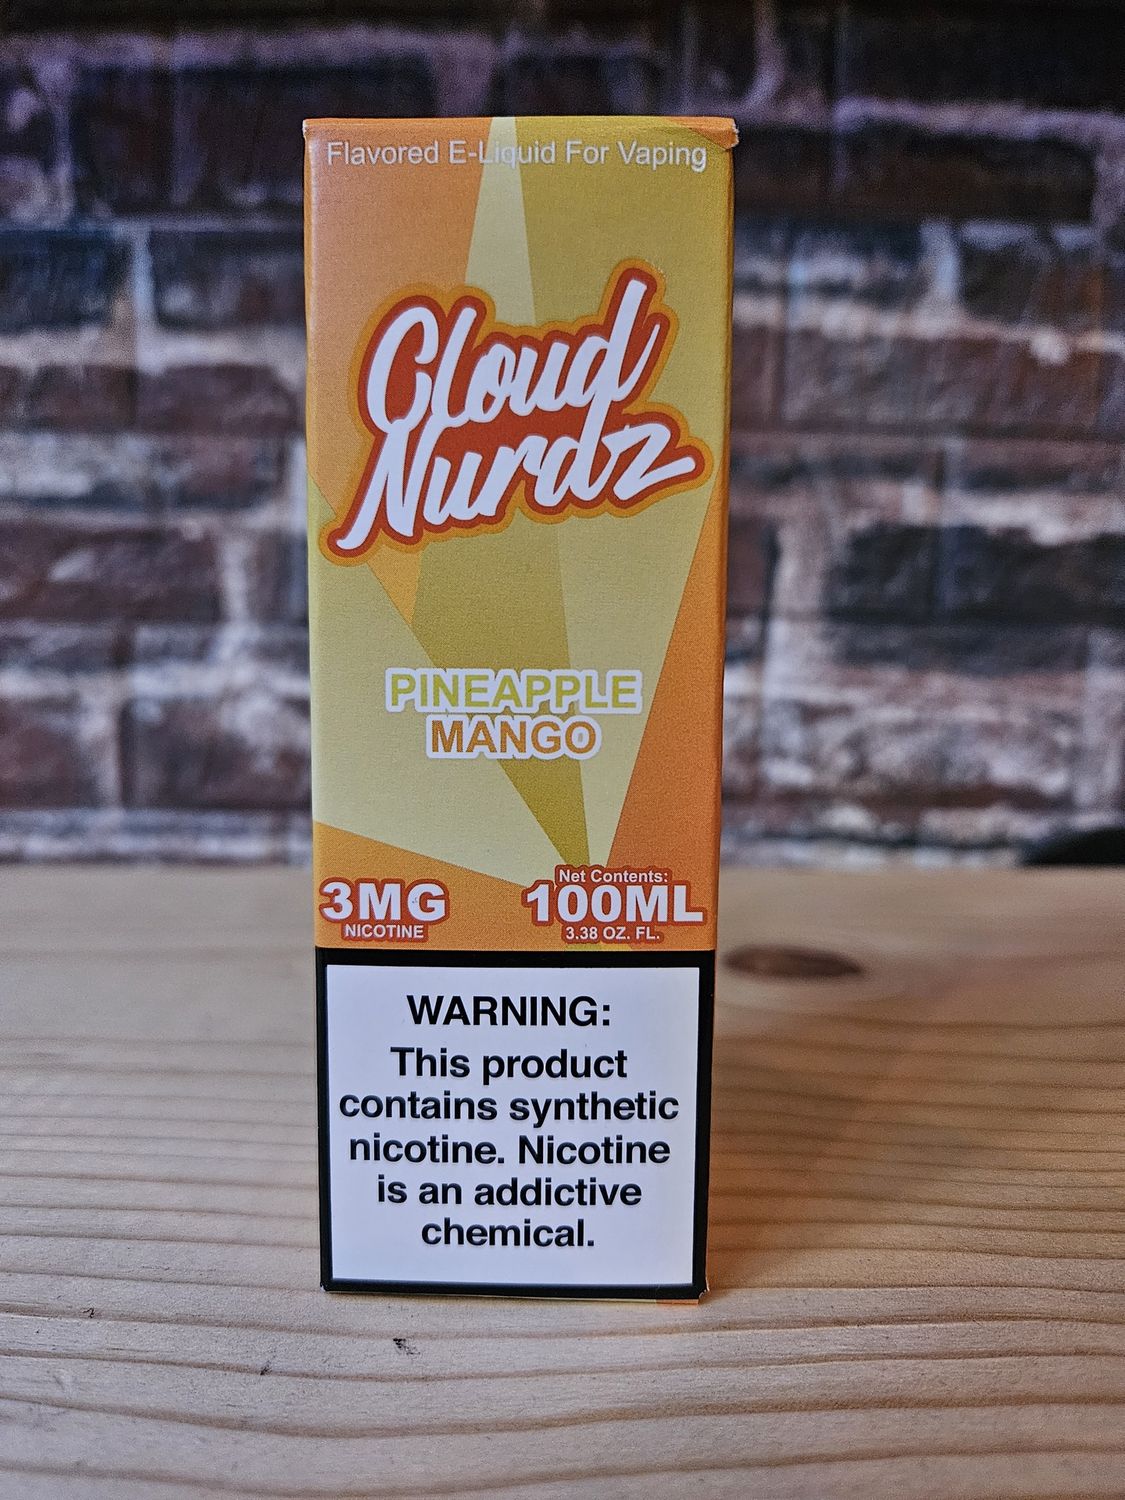 Flavored E-Liquid For Vaping
Cloud
Nurdz
PINEAPPLE
MANGO
3MG
NICOTINE
Net Contents:
100ML
3.38 OZ. FL.
WARNING:
This product
contains synthetic
nicotine. Nicotine
is an addictive
chemical.